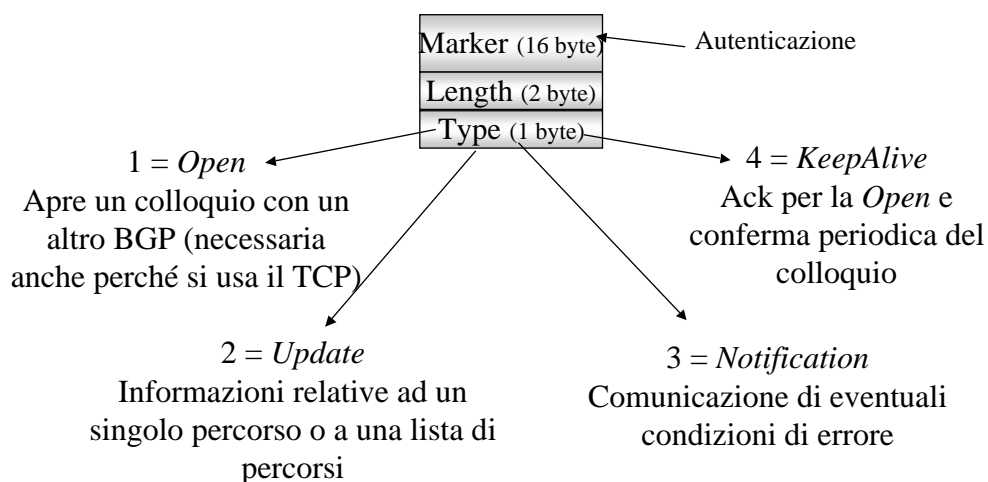 Marker (16 byte)
Autenticazione
Length (2 byte)
Type (1 byte)
1 = Open
Apre un colloquio con un
altro BGP (necessaria
anche perché si usa il TCP)
4 = KeepAlive
Ack per la Open e
conferma periodica del
colloquio
2 = Update
Informazioni relative ad un
singolo percorso o a una lista di
percorsi
3 = Notification
Comunicazione di eventuali
condizioni di errore